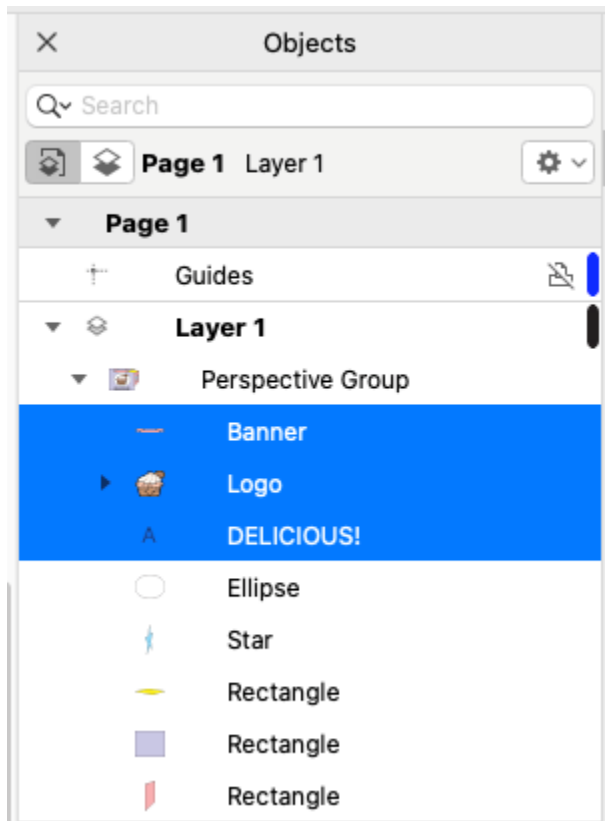 Objects
Search
Page 1 Layer 1
Page 1
Guides
Layer 1
Perspective Group
Banner
Logo
A DELICIOUS!
Ellipse
Star
Rectangle
Rectangle
Rectangle